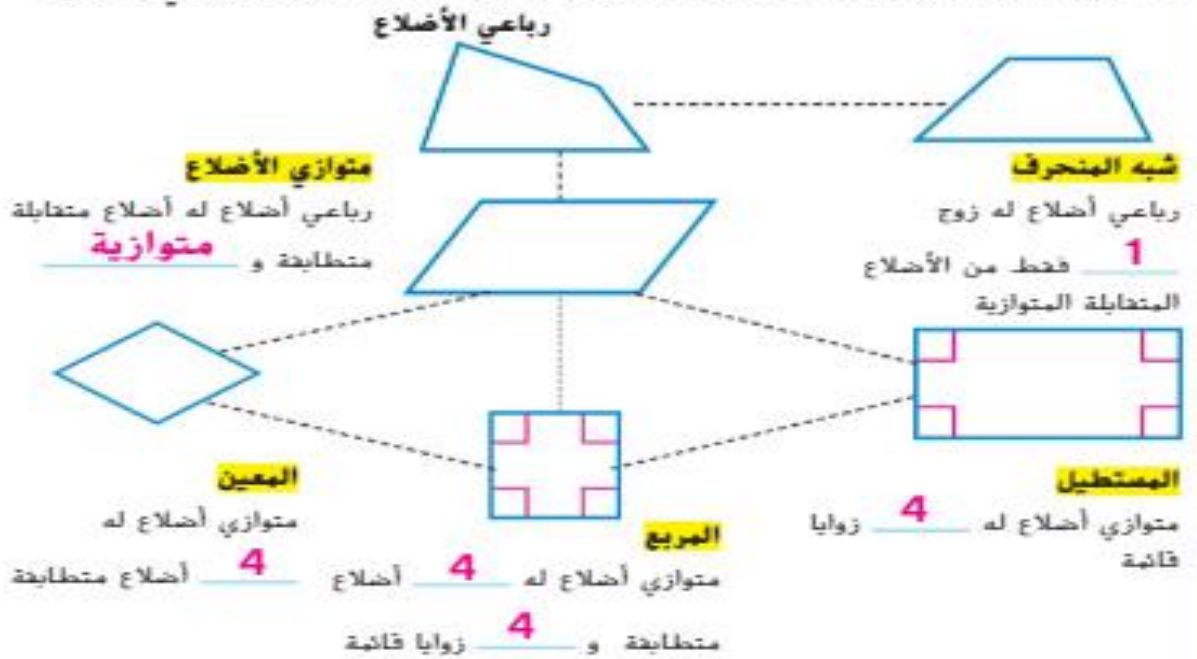 رباعي الأضلاع
شبه المنحرف
رباعي أضلاع له زوج
1 فقط من الأضلاع
المتقابلة المتوازية
متوازي الأضلاع
رباعي أضلاع له أضلاع متقابلة
متطابقة و متوازية
المستطيل
متوازي أضلاع له 4 زوايا
قائمة
المربع
متوازي أضلاع له 4 أضلاع
متطابقة و 4 زوايا قائمة
المعين
متوازي أضلاع له
4 أضلاع متطابقة